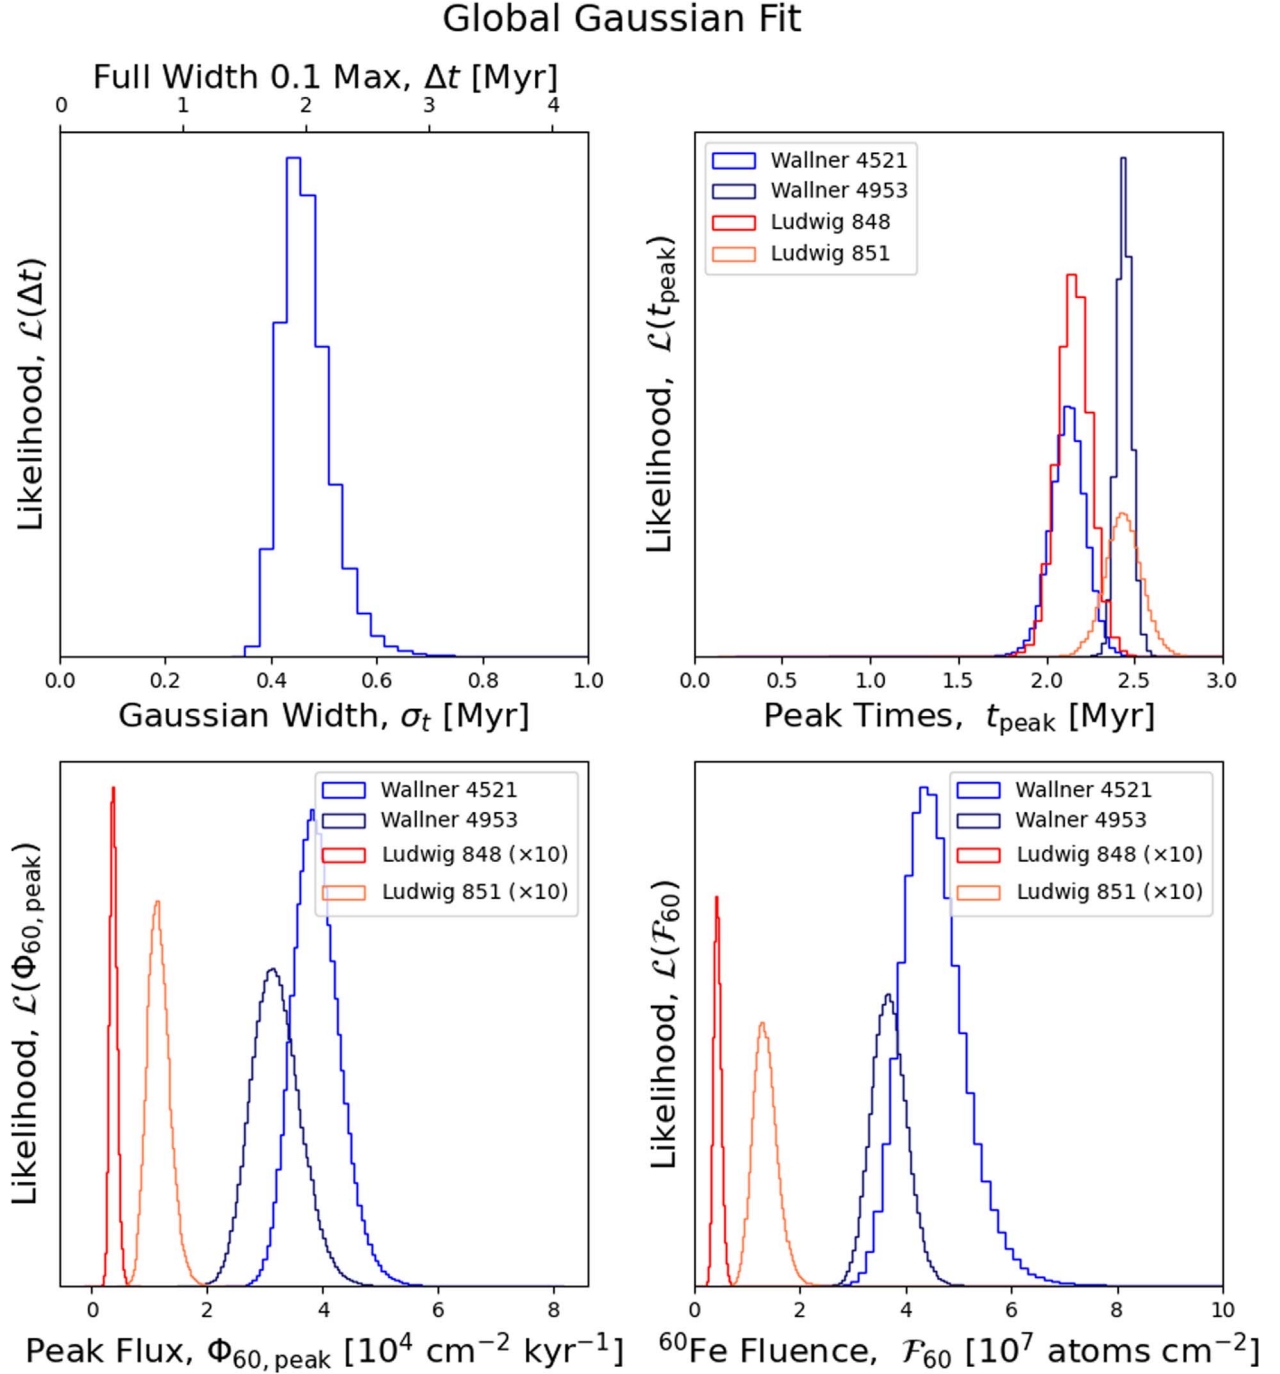 Global Gaussian Fit
Full Width 0.1 Max, Δt [Myr]
0 1 2 3 4
Likelihood, ℒ(Δt)
0.0 0.2 0.4 0.6 0.8 1.0
Gaussian Width, σt [Myr]
Wallner 4521
Wallner 4953
Ludwig 848
Ludwig 851
Likelihood, ℒ(tpeak)
0.0 0.5 1.0 1.5 2.0 2.5 3.0
Peak Times, tpeak [Myr]
Wallner 4521
Wallner 4953
Ludwig 848 (×10)
Ludwig 851 (×10)
Likelihood, ℒ(Φ60, peak)
0 2 4 6 8
Peak Flux, Φ60, peak [10⁴ cm⁻² kyr⁻¹]
Wallner 4521
Walner 4953
Ludwig 848 (×10)
Ludwig 851 (×10)
Likelihood, ℒ(ℱ60)
0 2 4 6 8 10
⁶⁰Fe Fluence, ℱ60 [10⁷ atoms cm⁻²]